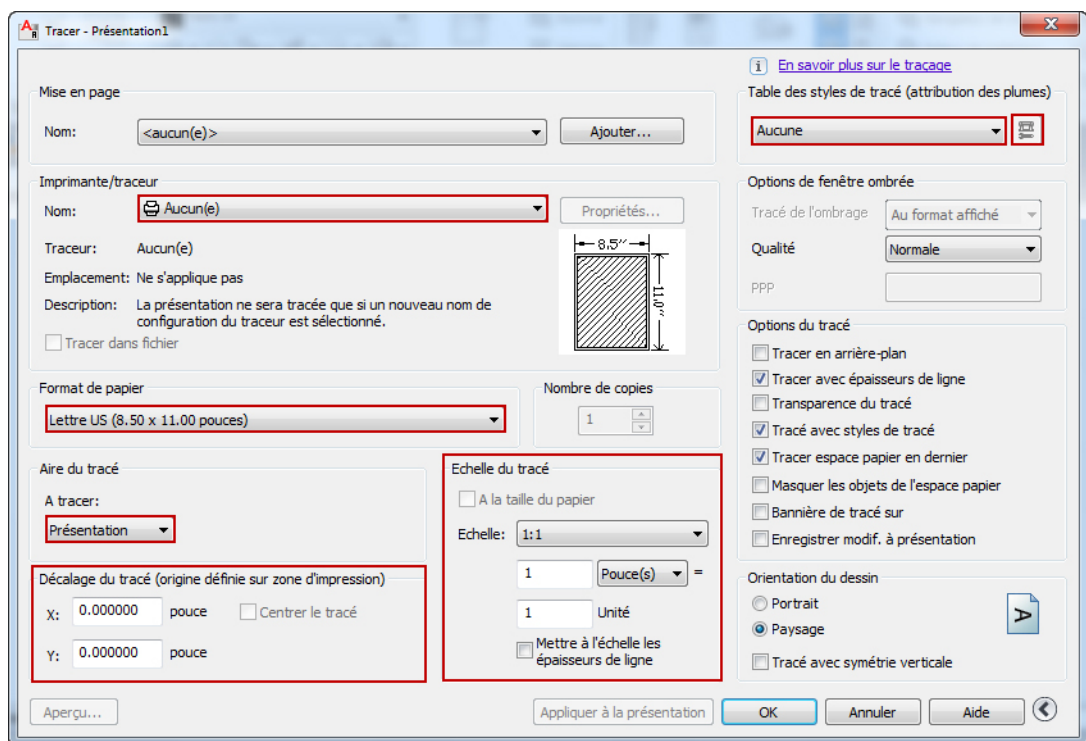 Tracer - Présentation1
En savoir plus sur le traçage
Mise en page
Nom:
<aucun(e)>
Ajouter...
Table des styles de tracé (attribution des plumes)
Aucune
Imprimante/traceur
Nom:
Aucun(e)
Propriétés...
Traceur:
Aucun(e)
Emplacement:
Ne s'applique pas
Description:
La présentation ne sera tracée que si un nouveau nom de
configuration du traceur est sélectionné.
Tracer dans fichier
8.5''
11.0''
Options de fenêtre ombrée
Tracé de l'ombrage
Au format affiché
Qualité
Normale
PPP
Format de papier
Lettre US (8.50 x 11.00 pouces)
Nombre de copies
1
Options du tracé
Tracer en arrière-plan
Tracer avec épaisseurs de ligne
Transparence du tracé
Tracé avec styles de tracé
Tracer espace papier en dernier
Masquer les objets de l'espace papier
Bannière de tracé sur
Enregistrer modif. à présentation
Aire du tracé
A tracer:
Présentation
Echelle du tracé
A la taille du papier
Echelle:
1:1
1
Pouce(s)
=
1
Unité
Mettre à l'échelle les
épaisseurs de ligne
Décalage du tracé (origine définie sur zone d'impression)
X:
0.000000
pouce
Centrer le tracé
Y:
0.000000
pouce
Orientation du dessin
Portrait
Paysage
A
Tracé avec symétrie verticale
Aperçu...
Appliquer à la présentation
OK
Annuler
Aide